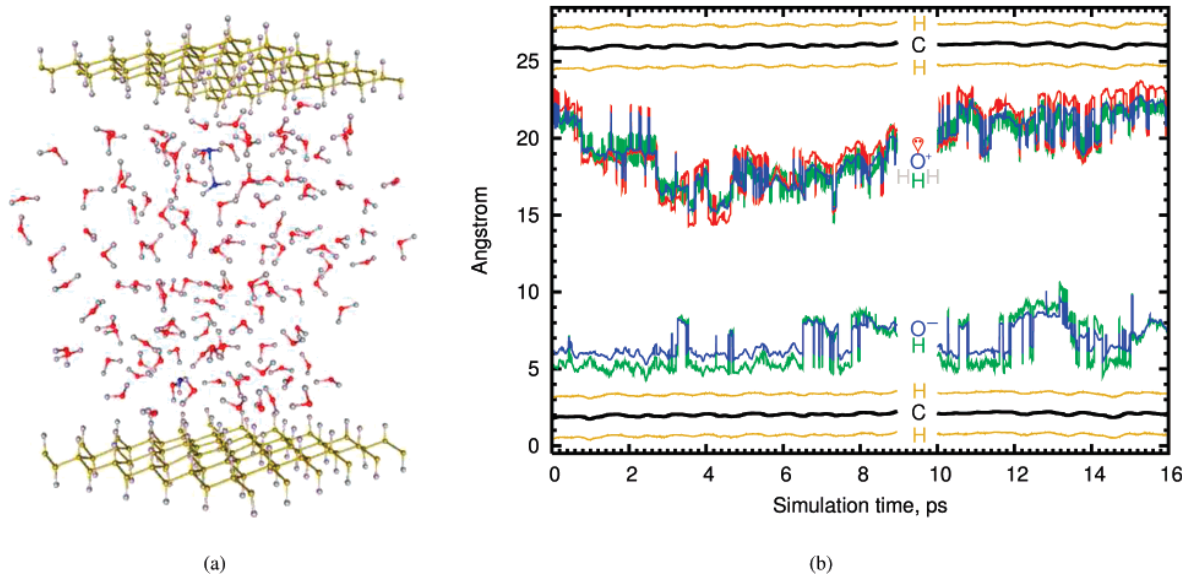 H
C
H
O⁺
H H
H
O⁻
H
H
C
H
25
20
15
10
5
0
Angstrom
0 2 4 6 8 10 12 14 16
Simulation time, ps
(a)
(b)